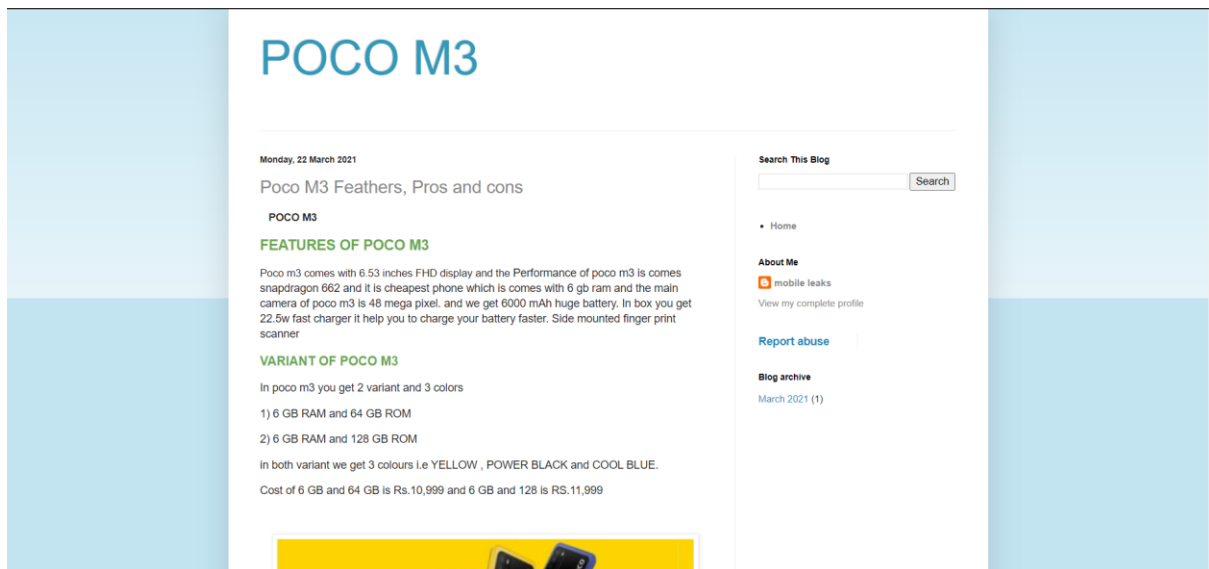 POCO M3
Monday, 22 March 2021
Poco M3 Feathers, Pros and cons
POCO M3
FEATURES OF POCO M3
Poco m3 comes with 6.53 inches FHD display and the Performance of poco m3 is comes
snapdragon 662 and it is cheapest phone which is comes with 6 gb ram and the main
camera of poco m3 is 48 mega pixel. and we get 6000 mAh huge battery. In box you get
22.5w fast charger it help you to charge your battery faster. Side mounted finger print
scanner
VARIANT OF POCO M3
In poco m3 you get 2 variant and 3 colors
1) 6 GB RAM and 64 GB ROM
2) 6 GB RAM and 128 GB ROM
in both variant we get 3 colours i.e YELLOW , POWER BLACK and COOL BLUE.
Cost of 6 GB and 64 GB is Rs.10,999 and 6 GB and 128 is RS.11,999
Search This Blog
Search
Home
About Me
mobile leaks
View my complete profile
Report abuse
Blog archive
March 2021 (1)